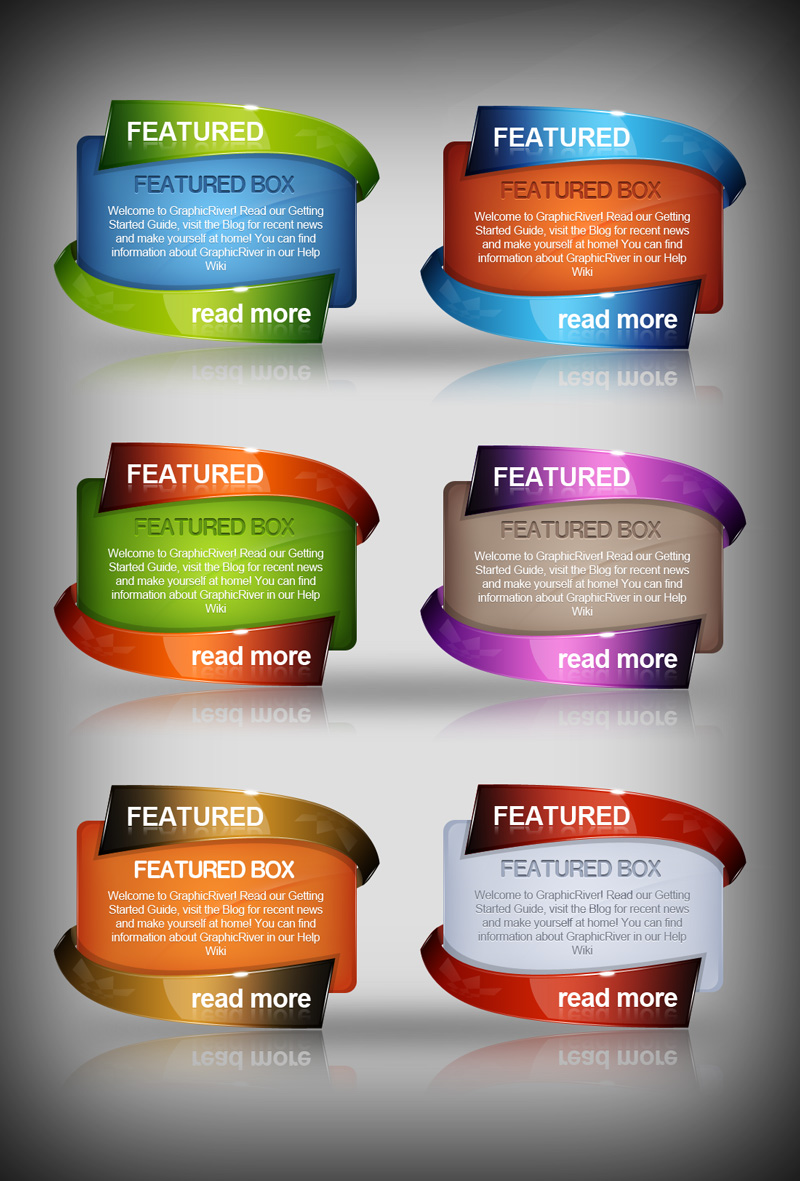 FEATURED
FEATURED BOX
Welcome to GraphicRiver! Read our Getting
Started Guide, visit the Blog for recent news
and make yourself at home! You can find
information about GraphicRiver in our Help
Wiki
read more
read more
FEATURED
FEATURED BOX
Welcome to GraphicRiver! Read our Getting
Started Guide, visit the Blog for recent news
and make yourself at home! You can find
information about GraphicRiver in our Help
Wiki
read more
read more
FEATURED
FEATURED BOX
Welcome to GraphicRiver! Read our Getting
Started Guide, visit the Blog for recent news
and make yourself at home! You can find
information about GraphicRiver in our Help
Wiki
read more
read more
FEATURED
FEATURED BOX
Welcome to GraphicRiver! Read our Getting
Started Guide, visit the Blog for recent news
and make yourself at home! You can find
information about GraphicRiver in our Help
Wiki
read more
read more
FEATURED
FEATURED BOX
Welcome to GraphicRiver! Read our Getting
Started Guide, visit the Blog for recent news
and make yourself at home! You can find
information about GraphicRiver in our Help
Wiki
read more
read more
FEATURED
FEATURED BOX
Welcome to GraphicRiver! Read our Getting
Started Guide, visit the Blog for recent news
and make yourself at home! You can find
information about GraphicRiver in our Help
Wiki
read more
read more